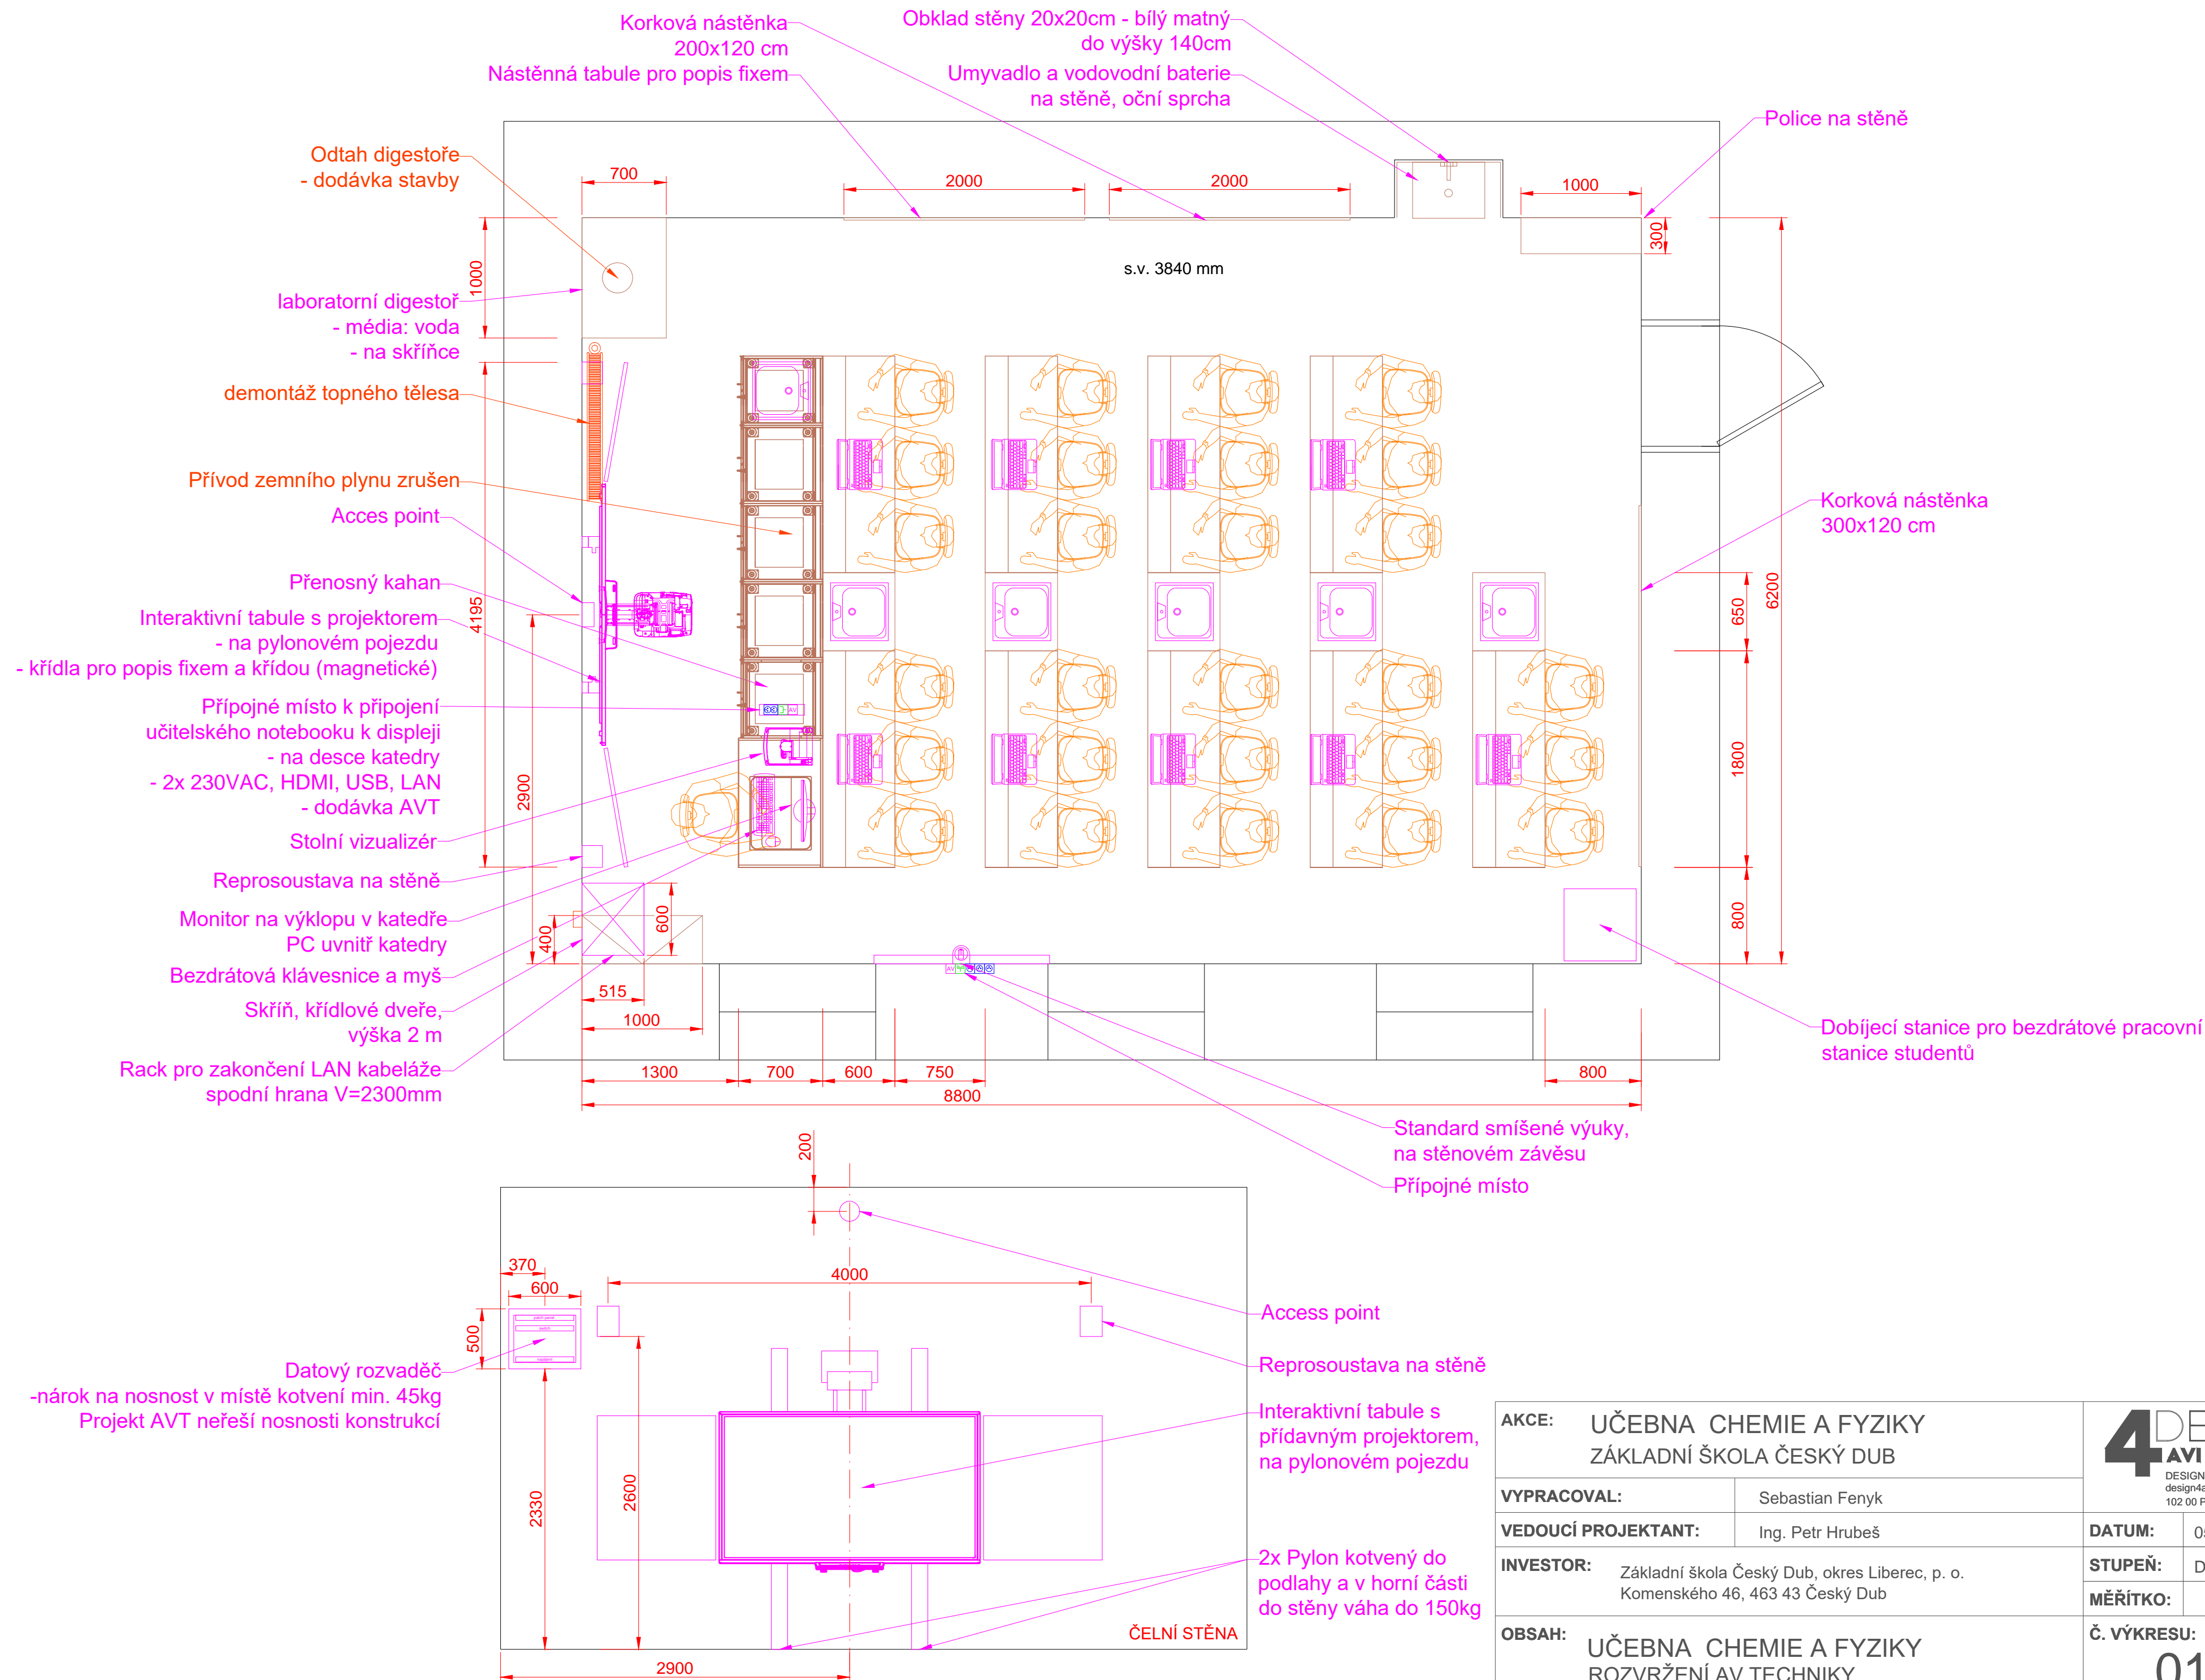 Korková nástěnka
200x120 cm
Nástěnná tabule pro popis fixem
Obklad stěny 20x20cm - bílý matný
do výšky 140cm
Umyvadlo a vodovodní baterie
na stěně, oční sprcha
Police na stěně
Odtah digestoře
- dodávka stavby
700
2000
2000
1000
300
1000
s.v. 3840 mm
laboratorní digestoř
- média: voda
- na skříňce
demontáž topného tělesa
Přívod zemního plynu zrušen
Acces point
Korková nástěnka
300x120 cm
Přenosný kahan
Interaktivní tabule s projektorem
- na pylonovém pojezdu
- křídla pro popis fixem a křídou (magnetické)
4195
6200
650
Přípojné místo k připojení
učitelského notebooku k displeji
- na desce katedry
- 2x 230VAC, HDMI, USB, LAN
- dodávka AVT
AV
2900
1800
Stolní vizualizér
Reprosoustava na stěně
Monitor na výklopu v katedře
PC uvnitř katedry
600
400
800
Bezdrátová klávesnice a myš
AV
515
Skříň, křídlové dveře,
výška 2 m
1000
Dobíjecí stanice pro bezdrátové pracovní
stanice studentů
Rack pro zakončení LAN kabeláže
spodní hrana V=2300mm
1300
700
600
750
800
8800
Standard smíšené výuky,
na stěnovém závěsu
Přípojné místo
200
370
600
4000
500
Access point
Reprosoustava na stěně
Datový rozvaděč
-nárok na nosnost v místě kotvení min. 45kg
Projekt AVT neřeší nosnosti konstrukcí
Interaktivní tabule s
přídavným projektorem,
na pylonovém pojezdu
2330
2600
2x Pylon kotvený do
podlahy a v horní části
do stěny váha do 150kg
ČELNÍ STĚNA
2900
AKCE:
UČEBNA CHEMIE A FYZIKY
ZÁKLADNÍ ŠKOLA ČESKÝ DUB
4DE
AVI
DESIGN
design4a
102 00 P
VYPRACOVAL:
Sebastian Fenyk
VEDOUCÍ PROJEKTANT:
Ing. Petr Hrubeš
DATUM:
INVESTOR:
Základní škola Český Dub, okres Liberec, p. o.
Komenského 46, 463 43 Český Dub
STUPEŇ:
D
MĚŘÍTKO:
OBSAH:
UČEBNA CHEMIE A FYZIKY
ROZVRŽENÍ AV TECHNIKY
Č. VÝKRESU:
01